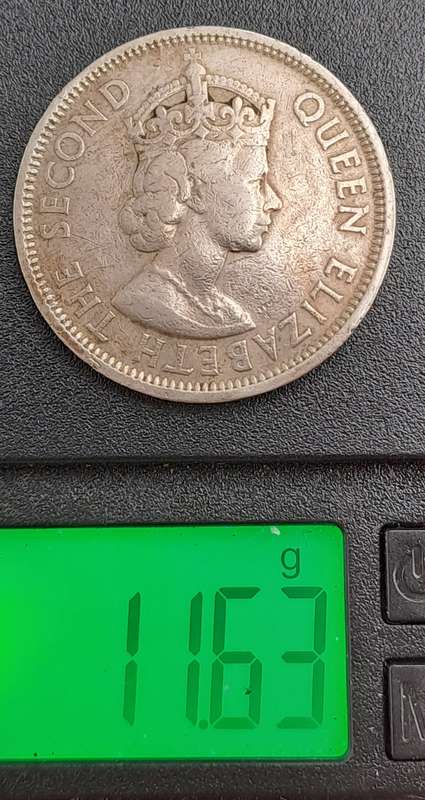 QUEEN ELIZABETH THE SECOND
g
11.63